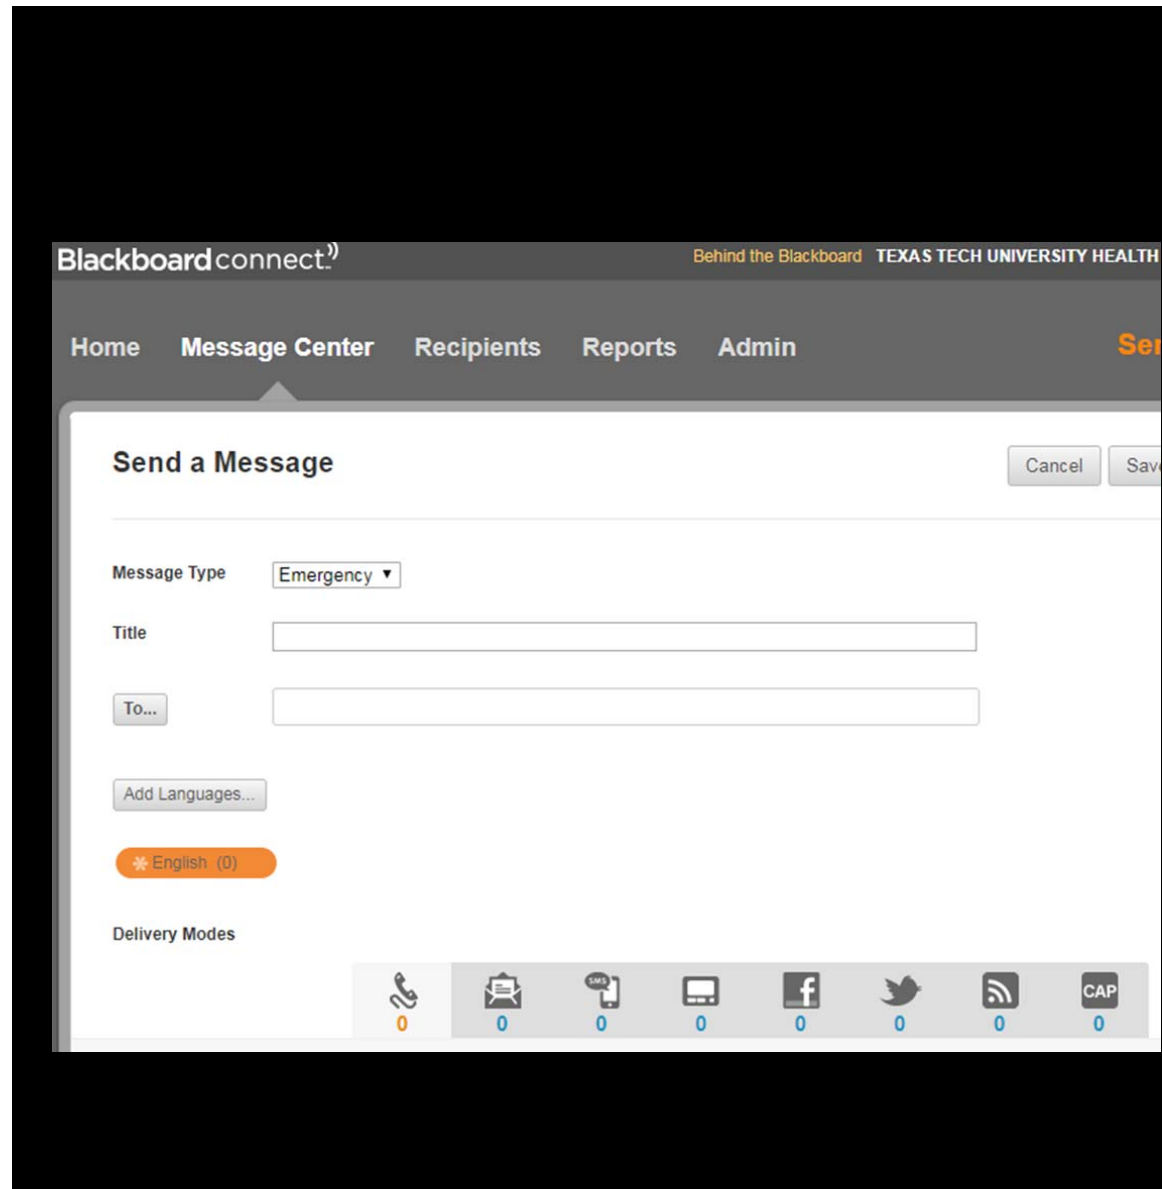 Blackboard connect.
Behind the Blackboard TEXAS TECH UNIVERSITY HEALTH
Home Message Center Recipients Reports Admin
Send a Message
Cancel
Message Type Emergency
Title
To...
Add Languages...
English (0)
Delivery Modes
SMS CAP
0 0 0 0 0 0 0 0